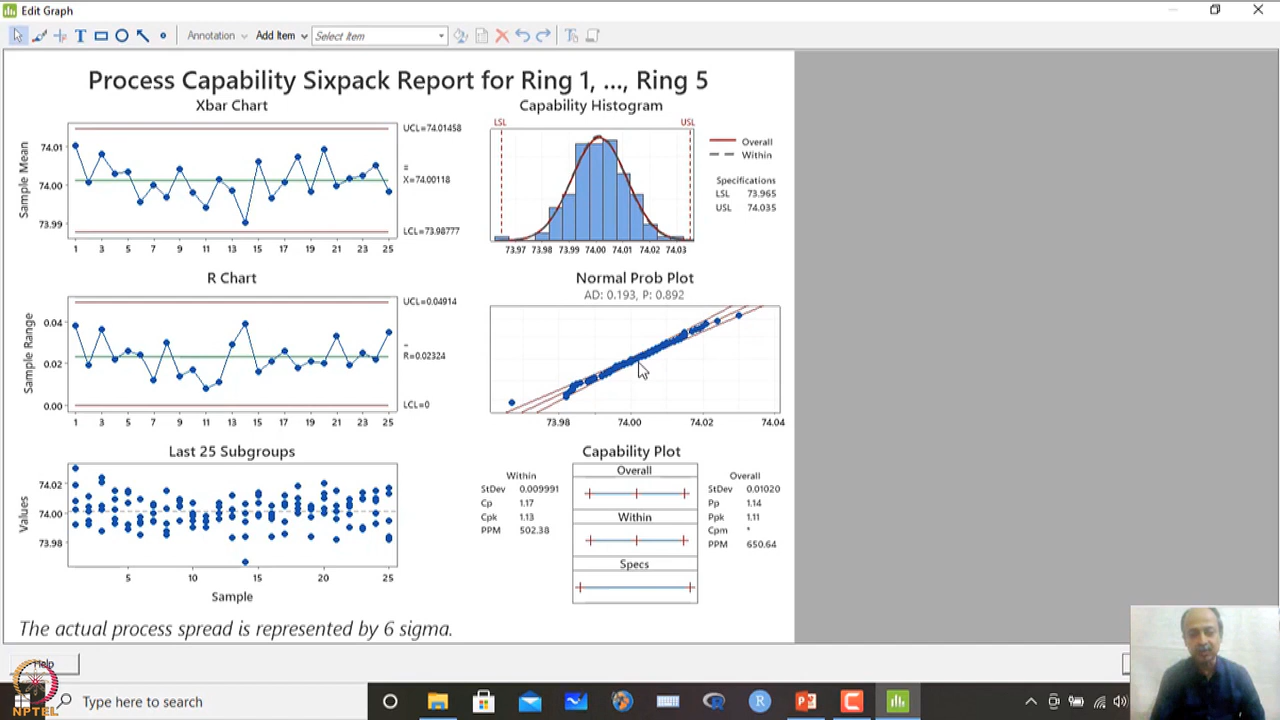 Edit Graph
Annotation Add Item Select Item
Process Capability Sixpack Report for Ring 1, ..., Ring 5
Xbar Chart
Sample Mean
74.01
74.00
73.99
UCL=74.01458
X=74.00118
LCL=73.98777
1 3 5 7 9 11 13 15 17 19 21 23 25
Capability Histogram
LSL USL
Overall
Within
Specifications
LSL 73.965
USL 74.035
73.97 73.98 73.99 74.00 74.01 74.02 74.03
R Chart
Sample Range
0.04
0.02
0.00
UCL=0.04914
R=0.02324
LCL=0
1 3 5 7 9 11 13 15 17 19 21 23 25
Normal Prob Plot
AD: 0.193, P: 0.892
73.98 74.00 74.02 74.04
Last 25 Subgroups
Values
74.02
74.00
73.98
5 10 15 20 25
Sample
Capability Plot
Within
StDev 0.009991
Cp 1.17
Cpk 1.13
PPM 502.38
Overall
Within
Specs
Overall
StDev 0.01020
Pp 1.14
Ppk 1.11
Cpm *
PPM 650.64
The actual process spread is represented by 6 sigma.
Help
NPTEL
Type here to search